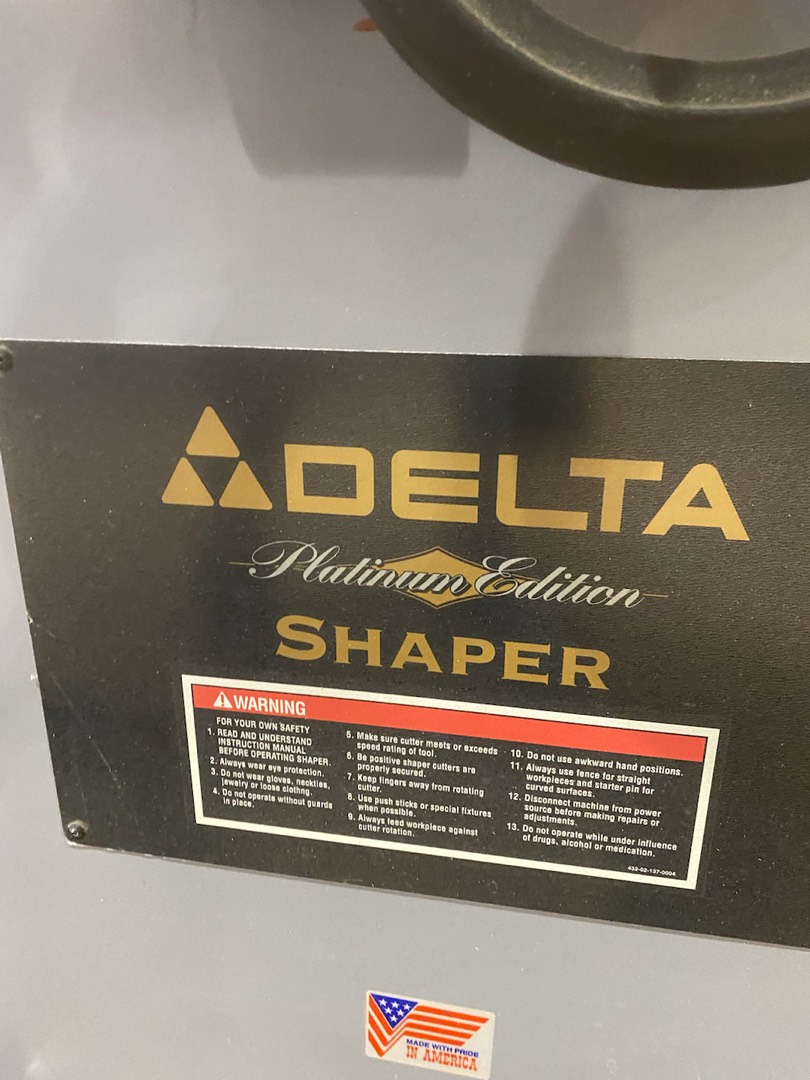 DELTA
Platinum Edition
SHAPER
WARNING
FOR YOUR OWN SAFETY
1. READ AND UNDERSTAND
INSTRUCTION MANUAL
BEFORE OPERATING SHAPER.
2. Always wear eye protection.
3. Do not wear gloves, neckties,
jewelry or loose clothing.
4. Do not operate without guards
in place.
5. Make sure cutter meets or exceeds
speed rating of tool.
6. Be positive shaper cutters are
properly secured.
7. Keep fingers away from rotating
cutter.
8. Use push sticks or special fixtures
when possible.
9. Always feed workpiece against
cutter rotation.
10. Do not use awkward hand positions.
11. Always use fence for straight
workpieces and starter pin for
curved surfaces.
12. Disconnect machine from power
source before making repairs or
adjustments.
13. Do not operate while under influence
of drugs, alcohol or medication.
432-02-137-0004
MADE WITH PRIDE
IN AMERICA